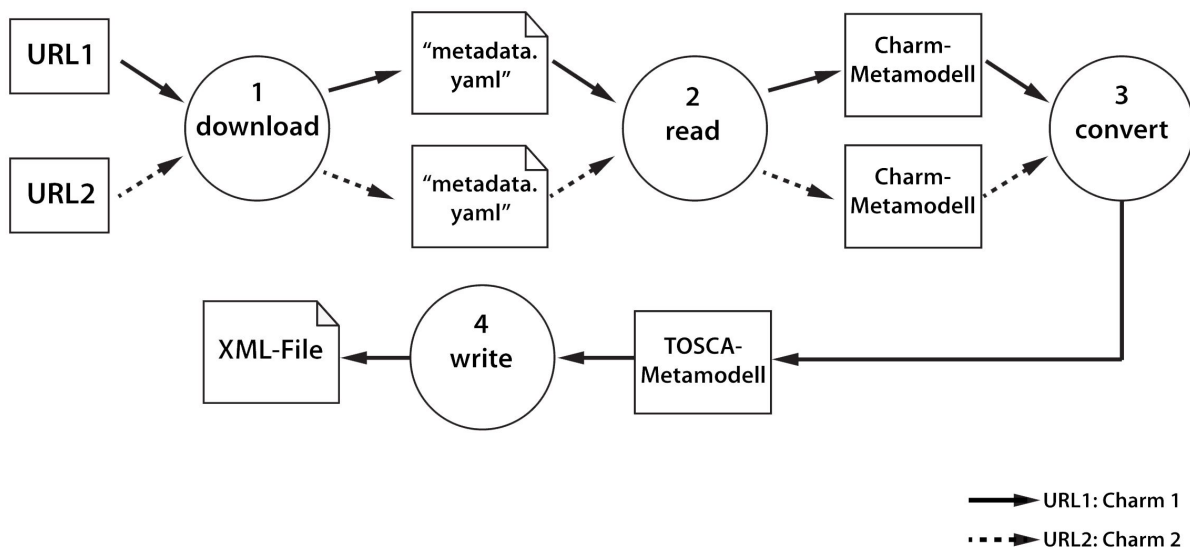 URL1
1
download
“metadata.
yaml”
2
read
Charm-
Metamodell
3
convert
URL2
“metadata.
yaml”
Charm-
Metamodell
XML-File
4
write
TOSCA-
Metamodell
URL1: Charm 1
URL2: Charm 2